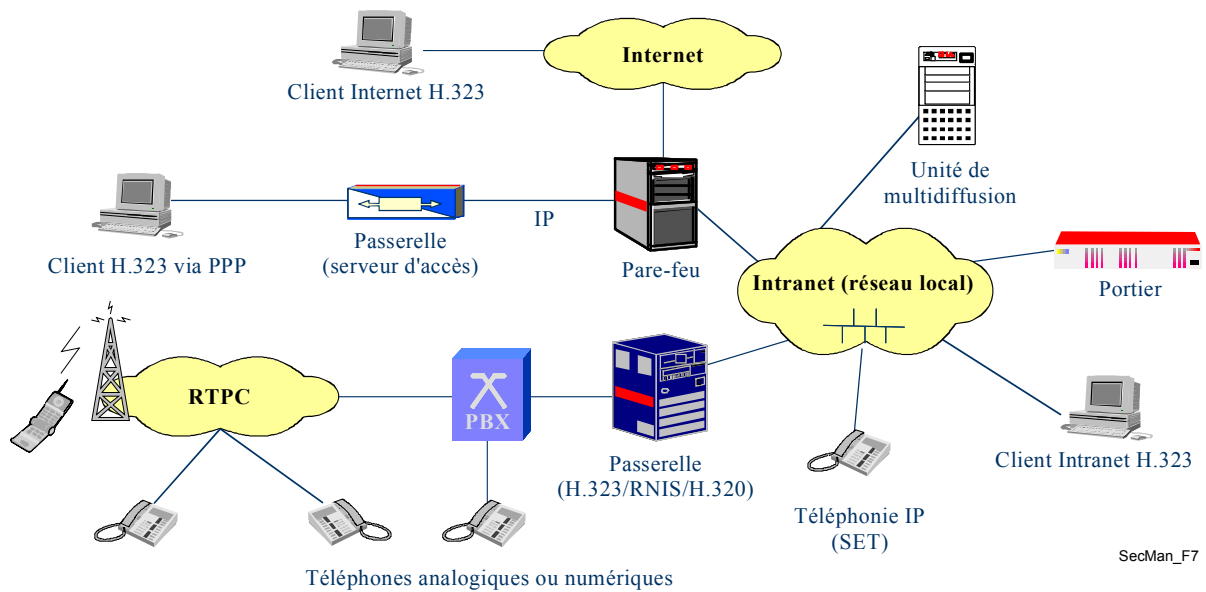 Internet
Client Internet H.323
Unité de
multidiffusion
IP
Passerelle
(serveur d'accès)
Client H.323 via PPP
Pare-feu
Intranet (réseau local)
Portier
RTPC
PBX
Passerelle
(H.323/RNIS/H.320)
Client Intranet H.323
Téléphonie IP
(SET)
Téléphones analogiques ou numériques
SecMan_F7